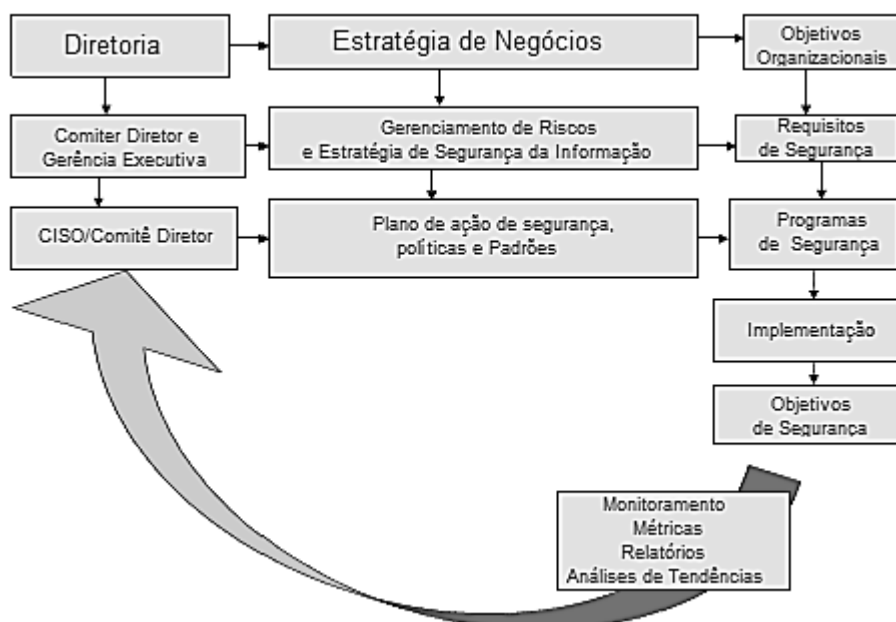 Diretoria
Estratégia de Negócios
Objetivos
Organizacionais
Comiter Diretor e
Gerência Executiva
Gerenciamento de Riscos
e Estratégia de Segurança da Informação
Requisitos
de Segurança
CISO/Comitê Diretor
Plano de ação de segurança,
políticas e Padrões
Programas
de Segurança
Implementação
Objetivos
de Segurança
Monitoramento
Métricas
Relatórios
Análises de Tendências